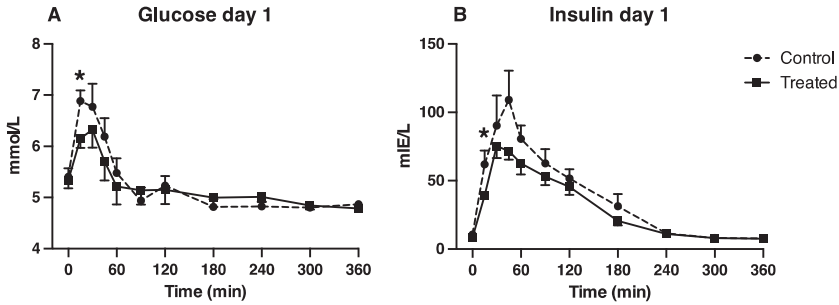 A
Glucose day 1
8
7
6
5
4
mmol/L
*
0 60 120 180 240 300 360
Time (min)
B
Insulin day 1
150
100
50
0
mIE/L
*
0 60 120 180 240 300 360
Time (min)
Control
Treated